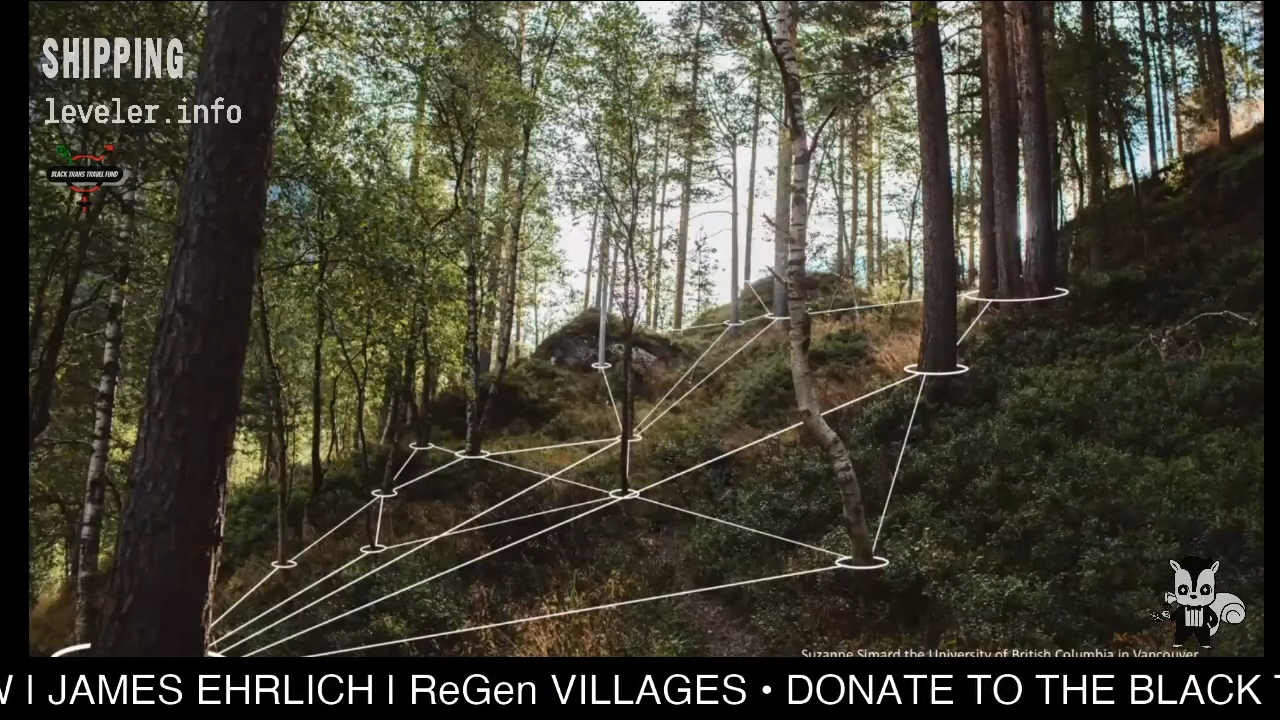 SHIPPING
leveler.info
BLACK TRANS TRAVEL FUND
Suzanne Simard the University of British Columbia in Vancouver
| JAMES EHRLICH | ReGen VILLAGES • DONATE TO THE BLACK